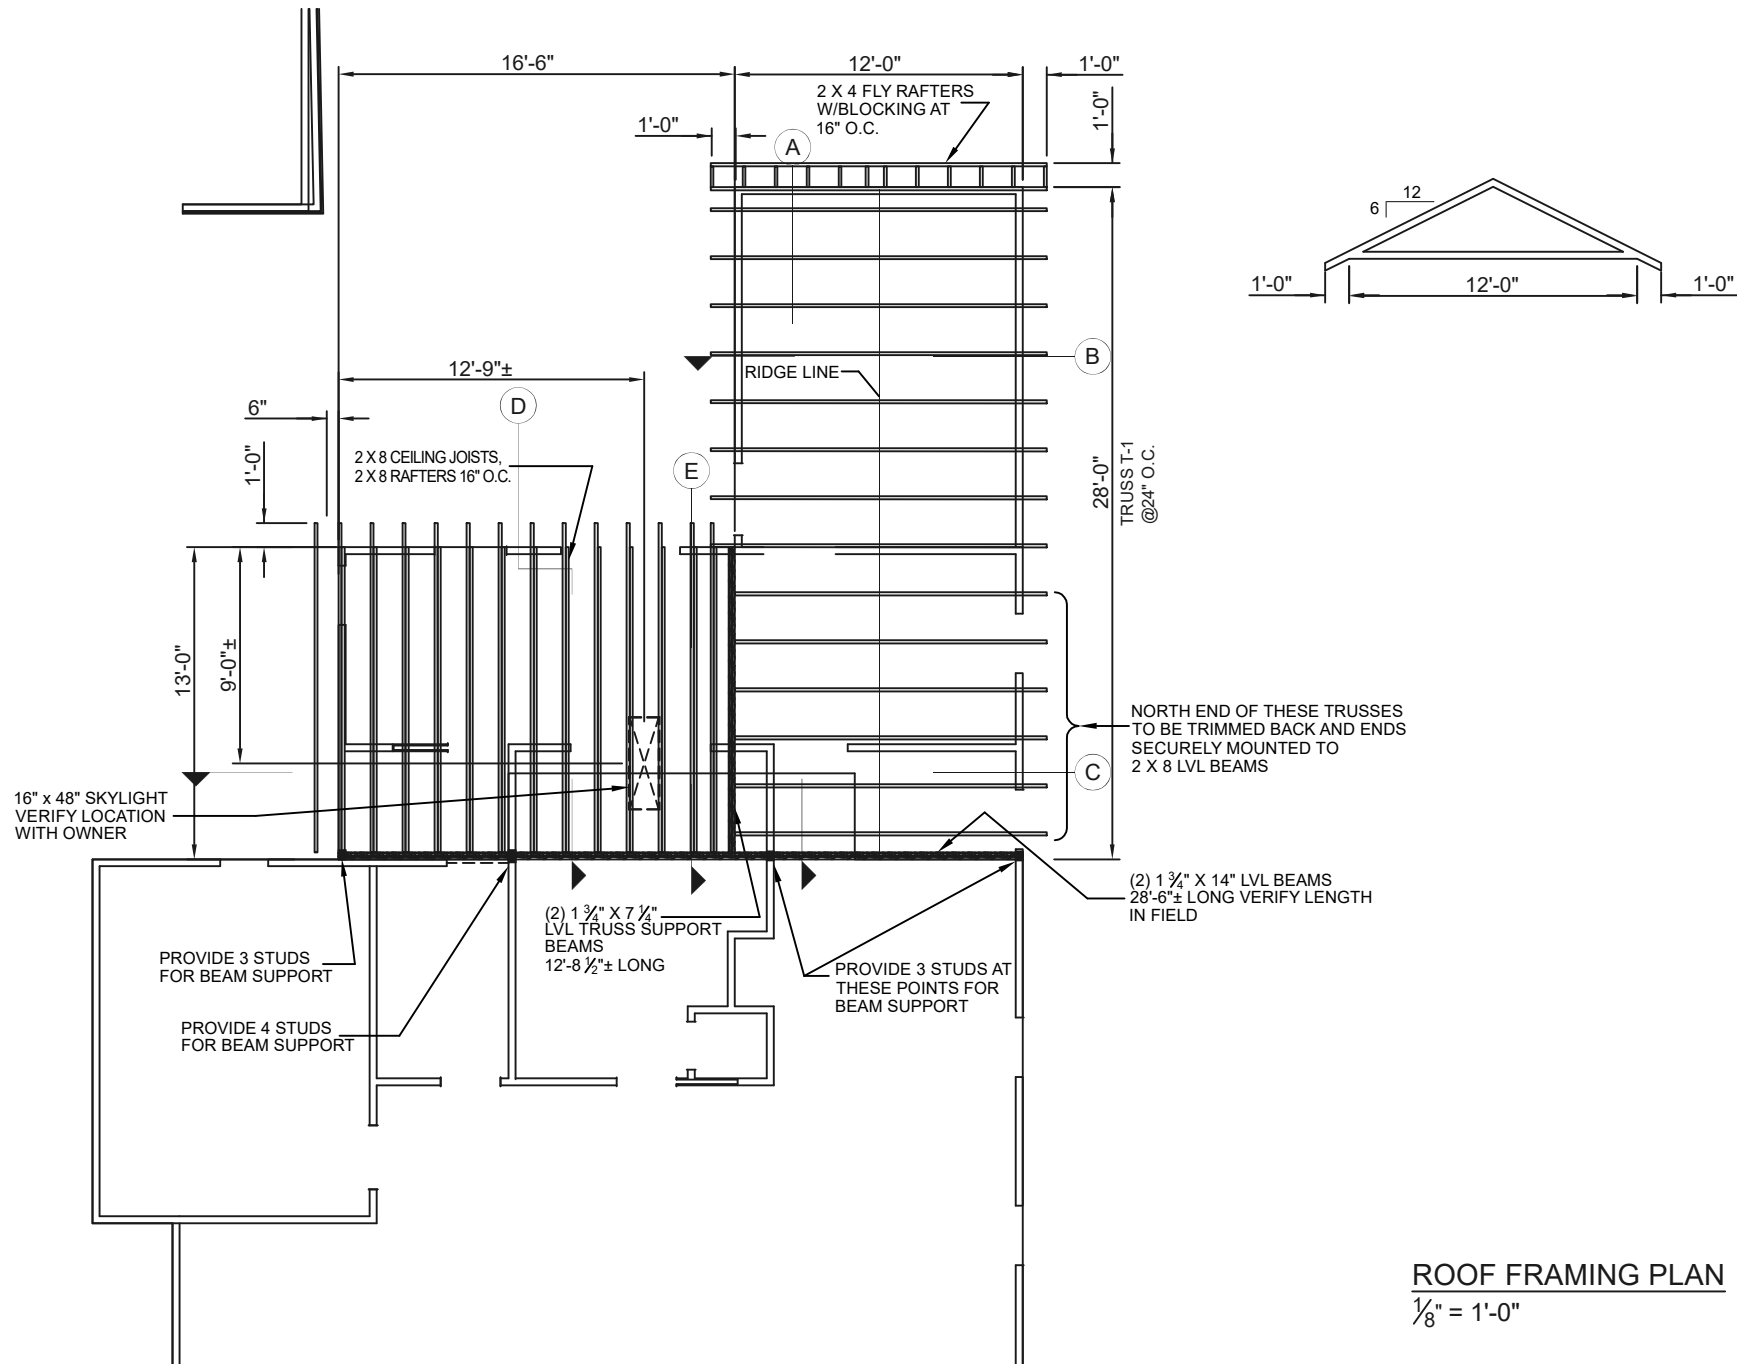 16'-6"
12'-0"
1'-0"
2 X 4 FLY RAFTERS
W/BLOCKING AT
16" O.C.
1'-0"
1'-0"
A
12
6
1'-0"
12'-0"
1'-0"
B
RIDGE LINE
12'-9"±
D
6"
1'-0"
2 X 8 CEILING JOISTS,
2 X 8 RAFTERS 16" O.C.
E
28'-0"
TRUSS T-1
@24" O.C.
13'-0"
9'-0"±
NORTH END OF THESE TRUSSES
TO BE TRIMMED BACK AND ENDS
SECURELY MOUNTED TO
2 X 8 LVL BEAMS
C
16" x 48" SKYLIGHT
VERIFY LOCATION
WITH OWNER
(2) 1 ¾" X 14" LVL BEAMS
28'-6"± LONG VERIFY LENGTH
IN FIELD
(2) 1 ¾" X 7 ¼"
LVL TRUSS SUPPORT
BEAMS
12'-8 ½"± LONG
PROVIDE 3 STUDS
FOR BEAM SUPPORT
PROVIDE 3 STUDS AT
THESE POINTS FOR
BEAM SUPPORT
PROVIDE 4 STUDS
FOR BEAM SUPPORT
ROOF FRAMING PLAN
⅛" = 1'-0"